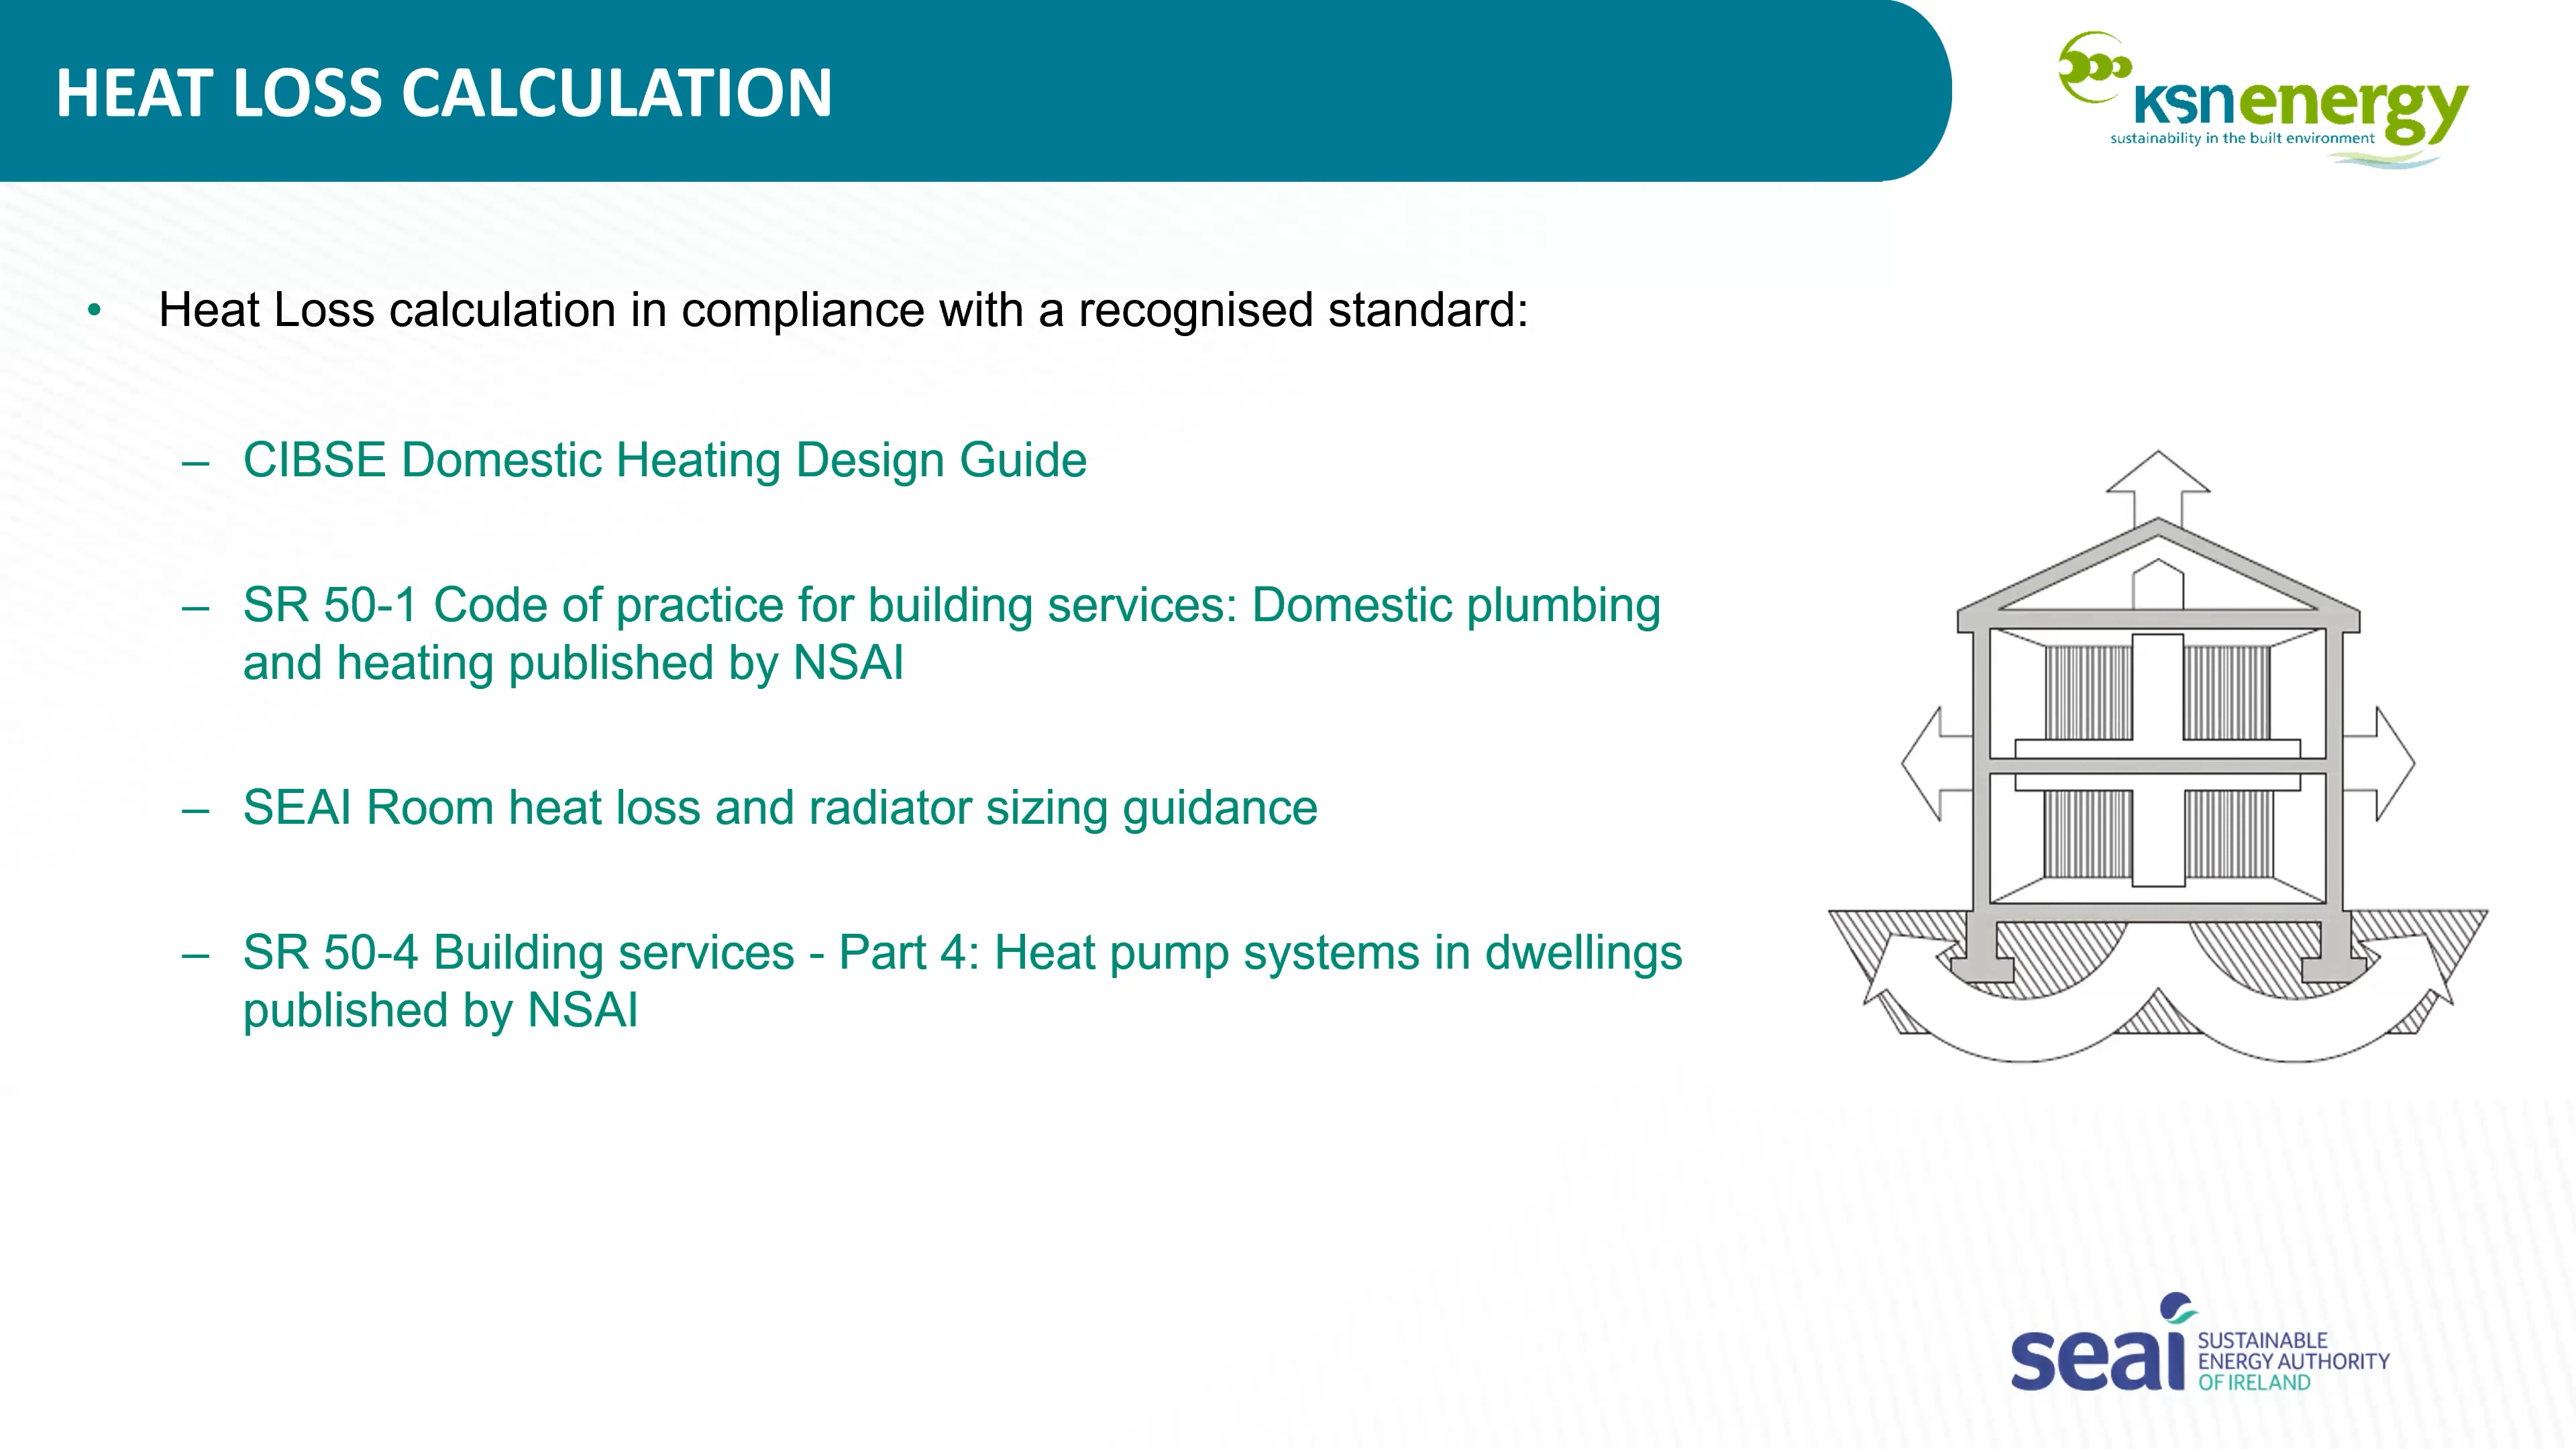 HEAT LOSS CALCULATION
ksnenergy
sustainability in the built environment
• Heat Loss calculation in compliance with a recognised standard:
– CIBSE Domestic Heating Design Guide
– SR 50-1 Code of practice for building services: Domestic plumbing
and heating published by NSAI
– SEAI Room heat loss and radiator sizing guidance
– SR 50-4 Building services - Part 4: Heat pump systems in dwellings
published by NSAI
seai
SUSTAINABLE
ENERGY AUTHORITY
OF IRELAND